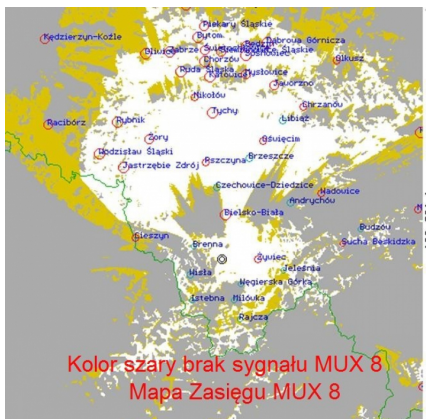 Piekary Śląskie
Kędzierzyn-Koźle
Bytom
Dąbrowa Górnicza
Będzin
Zabrze
Sosnowiec
Olkusz
Chorzów
Ruda Śląska
Katowice
Mysłowice
Jaworzno
Mikołów
Chrzanów
Tychy
Libiąż
Racibórz
Rybnik
Żory
Oświęcim
Wodzisław Śląski
Pszczyna
Brzeszcze
Jastrzębie Zdrój
Czechowice-Dziedzice
Wadowice
Andrychów
Bielsko-Biała
Budzów
Cieszyn
Brenna
Sucha Beskidzka
Żywiec
Wisła
Jeleśnia
Węgierska Górka
Istebna
Milówka
Rajcza
Kolor szary brak sygnału MUX 8
Mapa Zasięgu MUX 8